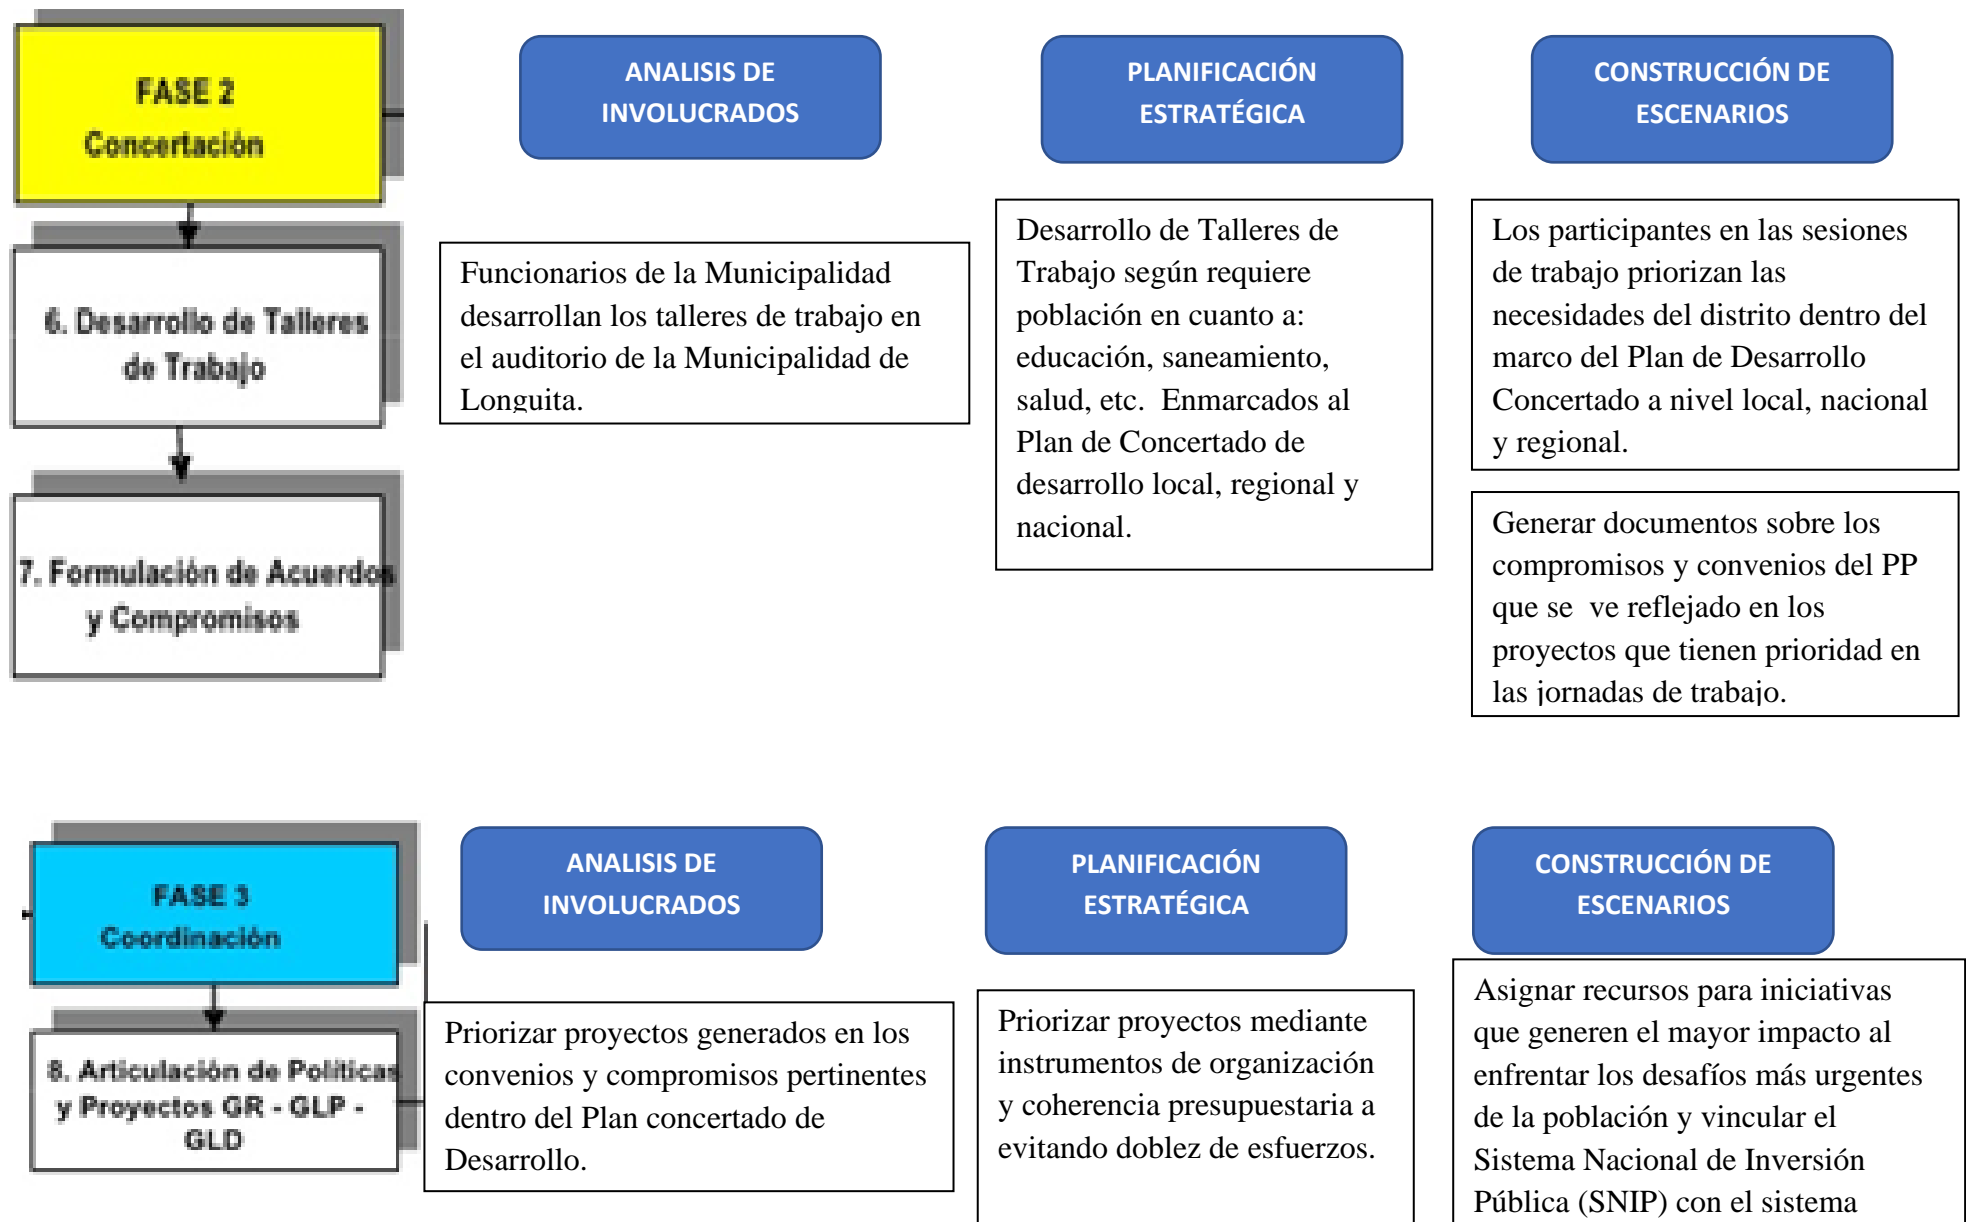 FASE 2
Concertación
6. Desarrollo de Talleres
de Trabajo
7. Formulación de Acuerdos
y Compromisos
ANALISIS DE
INVOLUCRADOS
Funcionarios de la Municipalidad
desarrollan los talleres de trabajo en
el auditorio de la Municipalidad de
Longuita.
PLANIFICACIÓN
ESTRATÉGICA
Desarrollo de Talleres de
Trabajo según requiere
población en cuanto a:
educación, saneamiento,
salud, etc. Enmarcados al
Plan de Concertado de
desarrollo local, regional y
nacional.
CONSTRUCCIÓN DE
ESCENARIOS
Los participantes en las sesiones
de trabajo priorizan las
necesidades del distrito dentro del
marco del Plan de Desarrollo
Concertado a nivel local, nacional
y regional.
Generar documentos sobre los
compromisos y convenios del PP
que se ve reflejado en los
proyectos que tienen prioridad en
las jornadas de trabajo.
FASE 3
Coordinación
8. Articulación de Políticas
y Proyectos GR - GLP -
GLD
ANALISIS DE
INVOLUCRADOS
Priorizar proyectos generados en los
convenios y compromisos pertinentes
dentro del Plan concertado de
Desarrollo.
PLANIFICACIÓN
ESTRATÉGICA
Priorizar proyectos mediante
instrumentos de organización
y coherencia presupuestaria a
evitando doblez de esfuerzos.
CONSTRUCCIÓN DE
ESCENARIOS
Asignar recursos para iniciativas
que generen el mayor impacto al
enfrentar los desafíos más urgentes
de la población y vincular el
Sistema Nacional de Inversión
Pública (SNIP) con el sistema